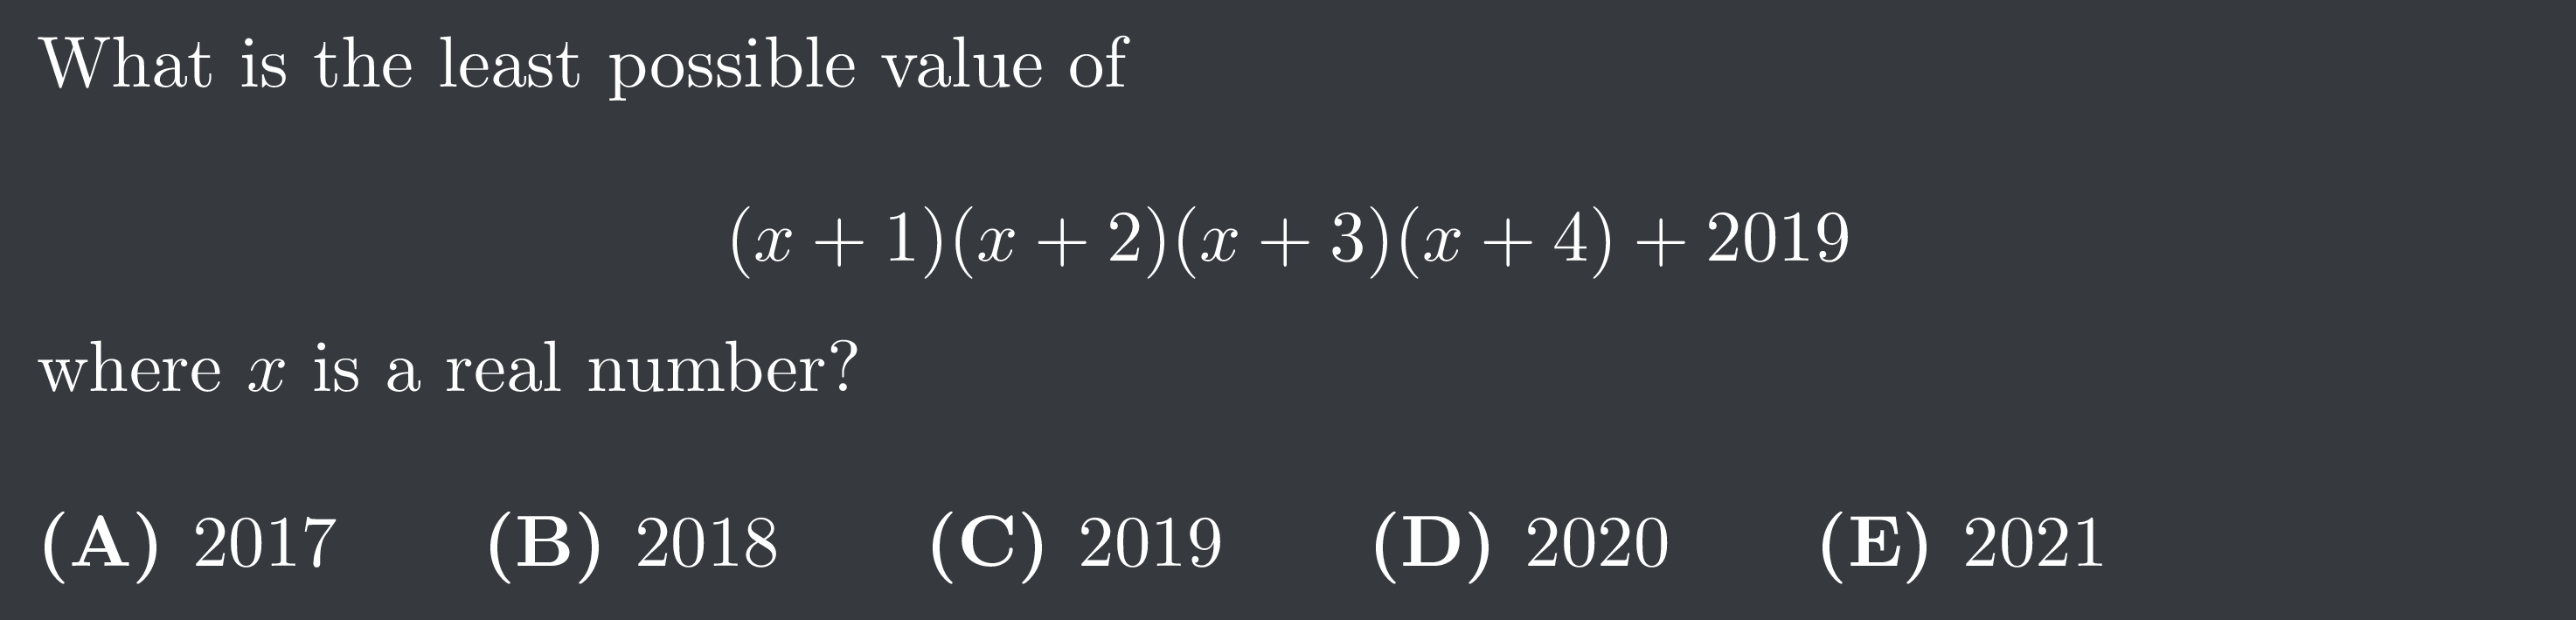 What is the least possible value of
(x + 1)(x + 2)(x + 3)(x + 4) + 2019
where x is a real number?
(A) 2017 (B) 2018 (C) 2019 (D) 2020 (E) 2021